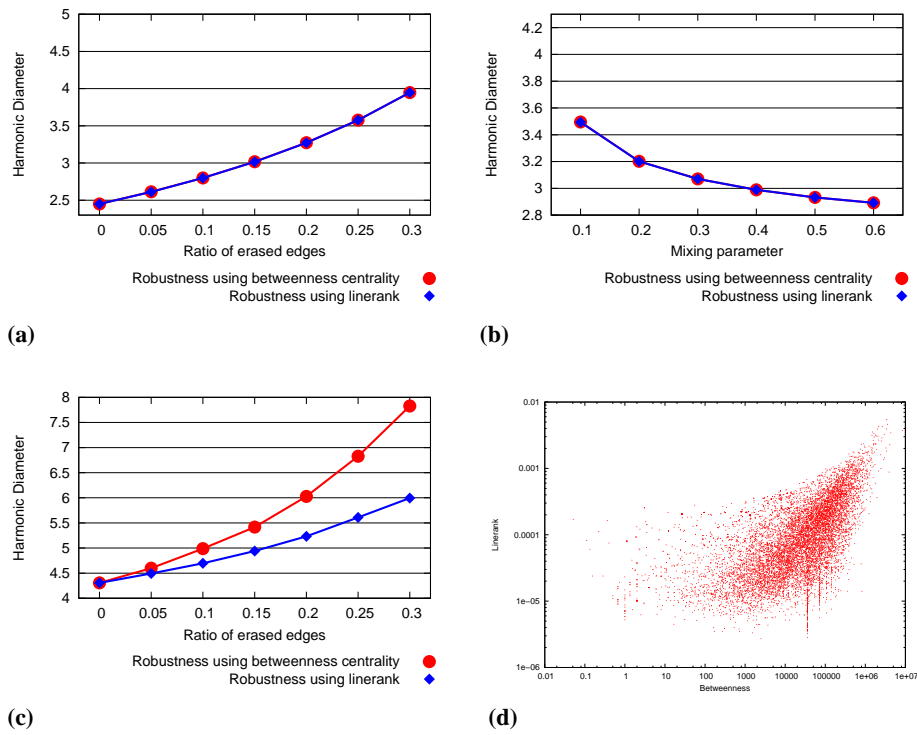 5
4.5
4
3.5
3
2.5
Harmonic Diameter
0 0.05 0.1 0.15 0.2 0.25 0.3
Ratio of erased edges
Robustness using betweenness centrality
Robustness using linerank
(a)
4.2
4
3.8
3.6
3.4
3.2
3
2.8
Harmonic Diameter
0.1 0.2 0.3 0.4 0.5 0.6
Mixing parameter
Robustness using betweenness centrality
Robustness using linerank
(b)
8
7.5
7
6.5
6
5.5
5
4.5
4
Harmonic Diameter
0 0.05 0.1 0.15 0.2 0.25 0.3
Ratio of erased edges
Robustness using betweenness centrality
Robustness using linerank
(c)
0.01
0.001
0.0001
1e-05
1e-06
Linerank
0.01 0.1 1 10 100 1000 10000 100000 1e+06 1e+07
Betweenness
(d)